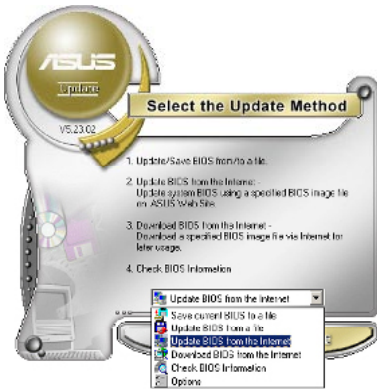 ASUS
Update
V5.23.02
Select the Update Method
1. Update/Save BIOS from/to a file.
2. Update BIOS from the Internet -
Update system BIOS using a specified BIOS image file
on ASUS Web Site.
3. Download BIOS from the Internet -
Download a specified BIOS image file via Internet for
later usage.
4. Check BIOS Information
Update BIOS from the Internet
Save current BIOS to a file
Update BIOS from a file
Update BIOS from the Internet
Download BIOS from the Internet
Check BIOS Information
Options